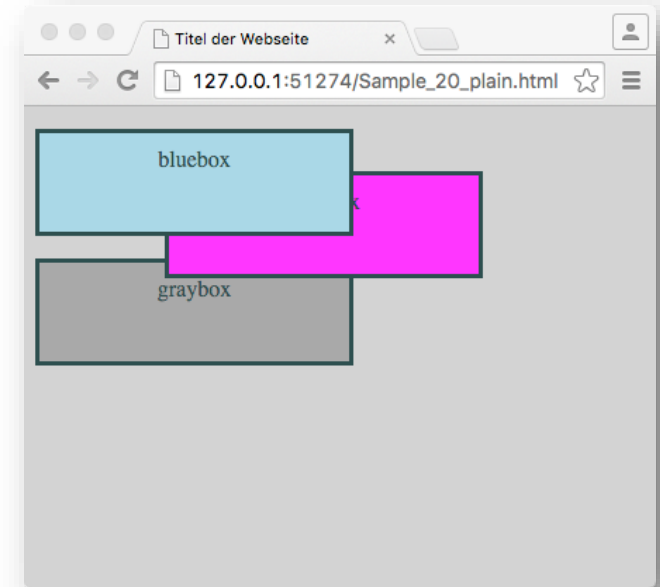 Titel der Webseite
127.0.0.1:51274/Sample_20_plain.html
bluebox
x
graybox